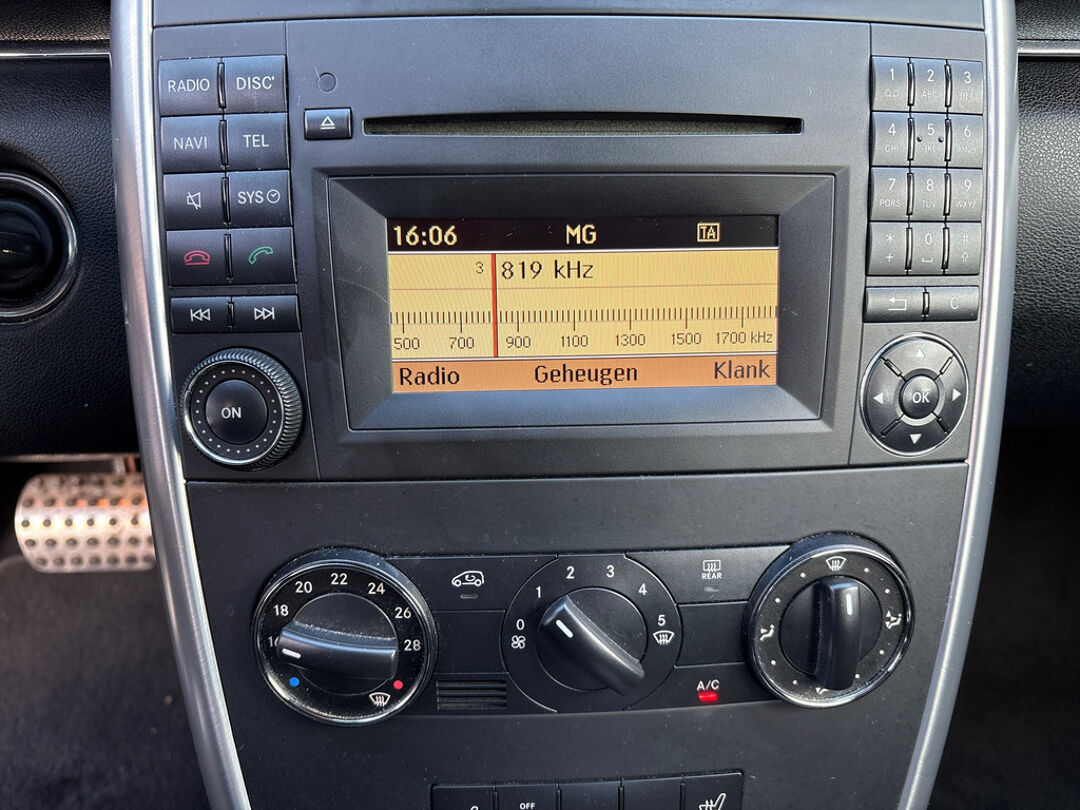 RADIO DISC'
NAVI TEL
SYS
ON
16:06 MG TA
3 819 kHz
500 700 900 1100 1300 1500 1700 kHz
Radio Geheugen Klank
1 2 3
ABC DEF
4 5 6
GHI JKL MNO
7 8 9
PQRS TUV WXYZ
* 0 #
+
C
OK
18 20 22 24 26 28
0 1 2 3 4 5
REAR
A/C
OFF